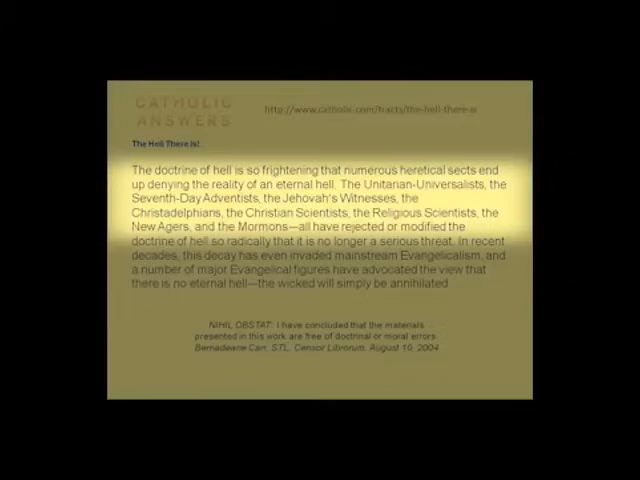 CATHOLIC
ANSWERS
http://www.catholic.com/tracts/the-hell-there-is
The Hell There Is!
The doctrine of hell is so frightening that numerous heretical sects end
up denying the reality of an eternal hell. The Unitarian-Universalists, the
Seventh-Day Adventists, the Jehovah's Witnesses, the
Christadelphians, the Christian Scientists, the Religious Scientists, the
New Agers, and the Mormons—all have rejected or modified the
doctrine of hell so radically that it is no longer a serious threat. In recent
decades, this decay has even invaded mainstream Evangelicalism, and
a number of major Evangelical figures have advocated the view that
there is no eternal hell—the wicked will simply be annihilated
NIHIL OBSTAT: I have concluded that the materials
presented in this work are free of doctrinal or moral errors.
Bernadeane Carr, STL, Censor Librorum, August 10, 2004